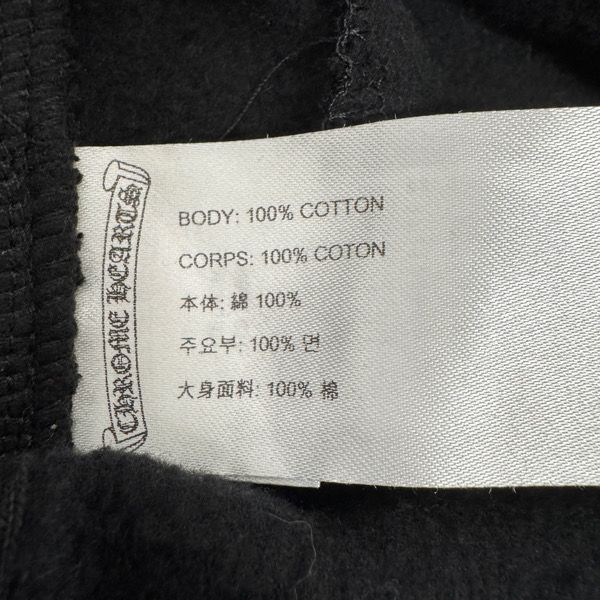 CHROME HEARTS
BODY: 100% COTTON
CORPS: 100% COTON
本体: 綿 100%
주요부: 100% 면
大身面料: 100% 棉